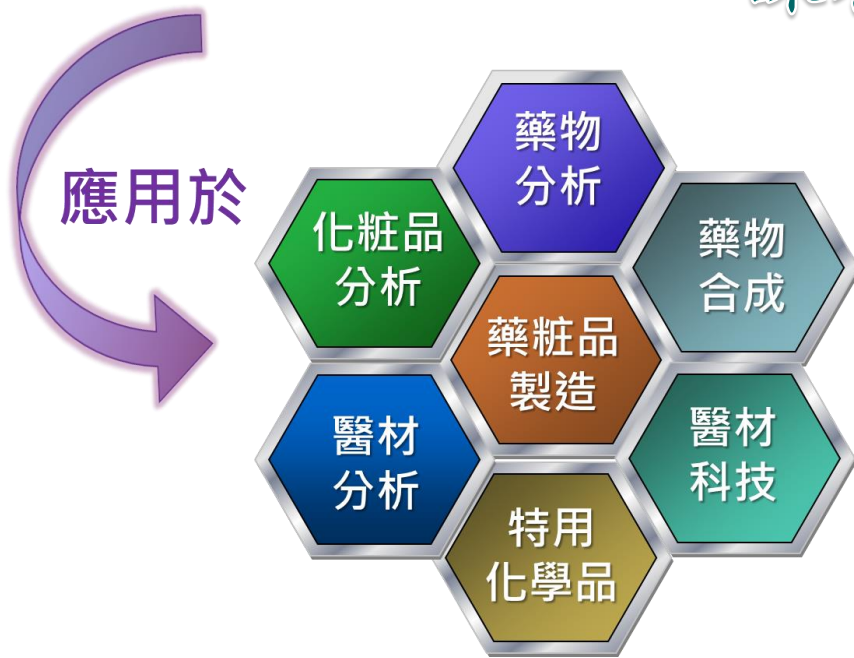 應用於
藥物
分析
化粧品
分析
藥物
合成
藥粧品
製造
醫材
分析
醫材
科技
特用
化學品